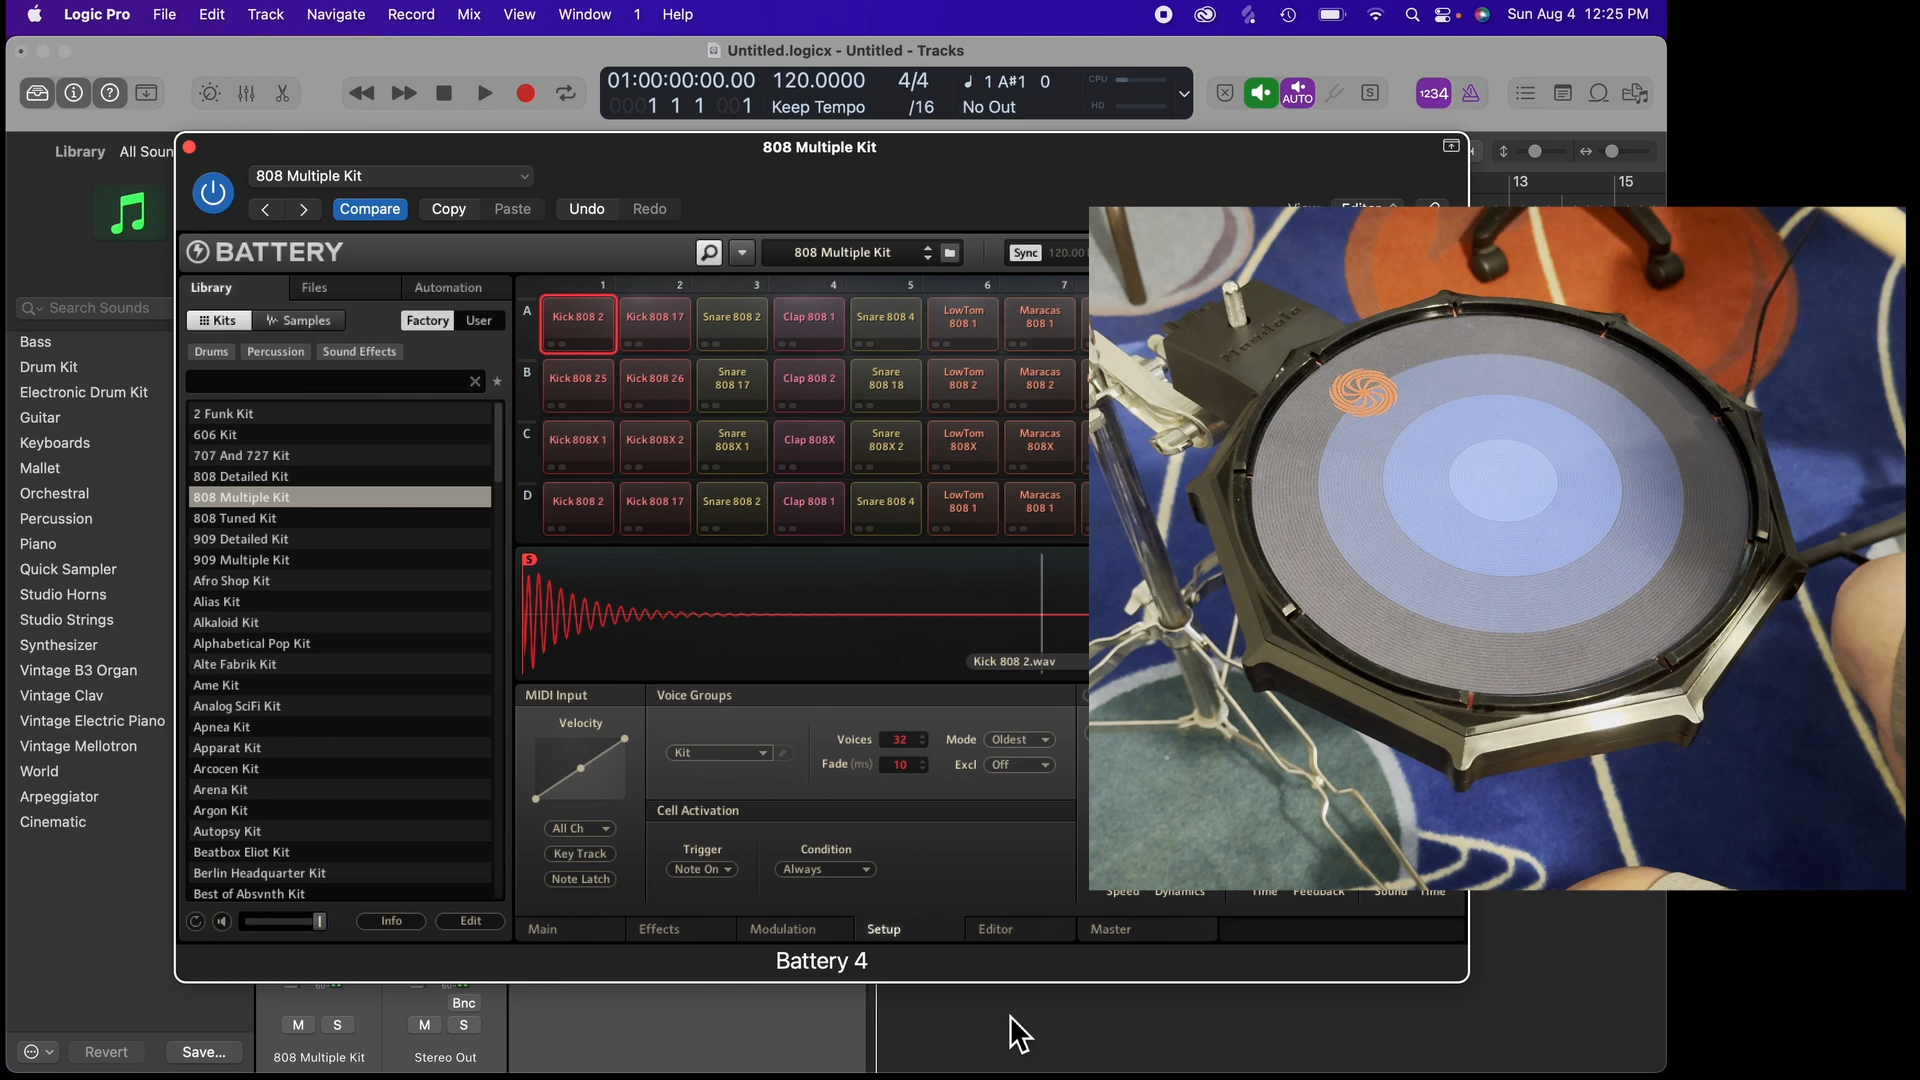 Logic Pro File Edit Track Navigate Record Mix View Window 1 Help Sun Aug 4 12:25 PM
Untitled.logicx - Untitled - Tracks
01:00:00:00.00 120.0000 4/4 1 A#1 0 CPU
1 1 1 1 Keep Tempo /16 No Out HD
AUTO S 1234
Library All Soun
808 Multiple Kit
13 15
808 Multiple Kit
Compare Copy Paste Undo Redo
BATTERY 808 Multiple Kit Sync 120.00
Library Files Automation
1 2 3 4 5 6 7
Kits Samples Factory User
Drums Percussion Sound Effects
A Kick 808 2 Kick 808 17 Snare 808 2 Clap 808 1 Snare 808 4 LowTom 808 1 Maracas 808 1
B Kick 808 25 Kick 808 26 Snare 808 17 Clap 808 2 Snare 808 18 LowTom 808 2 Maracas 808 2
C Kick 808X 1 Kick 808X 2 Snare 808X 1 Clap 808X Snare 808X 2 LowTom 808X Maracas 808X
D Kick 808 2 Kick 808 17 Snare 808 2 Clap 808 1 Snare 808 4 LowTom 808 1 Maracas 808 1
Search Sounds
Bass
Drum Kit
Electronic Drum Kit
Guitar
Keyboards
Mallet
Orchestral
Percussion
Piano
Quick Sampler
Studio Horns
Studio Strings
Synthesizer
Vintage B3 Organ
Vintage Clav
Vintage Electric Piano
Vintage Mellotron
World
Arpeggiator
Cinematic
2 Funk Kit
606 Kit
707 And 727 Kit
808 Detailed Kit
808 Multiple Kit
808 Tuned Kit
909 Detailed Kit
909 Multiple Kit
Afro Shop Kit
Alias Kit
Alkaloid Kit
Alphabetical Pop Kit
Alte Fabrik Kit
Ame Kit
Analog SciFi Kit
Apnea Kit
Apparat Kit
Arcocen Kit
Arena Kit
Argon Kit
Autopsy Kit
Beatbox Eliot Kit
Berlin Headquarter Kit
Best of Absynth Kit
Info Edit
S
Kick 808 2.wav
MIDI Input Voice Groups
Velocity
Kit
Voices 32 Mode Oldest
Fade (ms) 10 Excl Off
Cell Activation
All Ch
Key Track
Note Latch
Trigger Condition
Note On Always
Speed Dynamics Time Feedback Sound Time
Main Effects Modulation Setup Editor Master
Battery 4
Mandala
Bnc
M S M S
Revert Save... 808 Multiple Kit Stereo Out